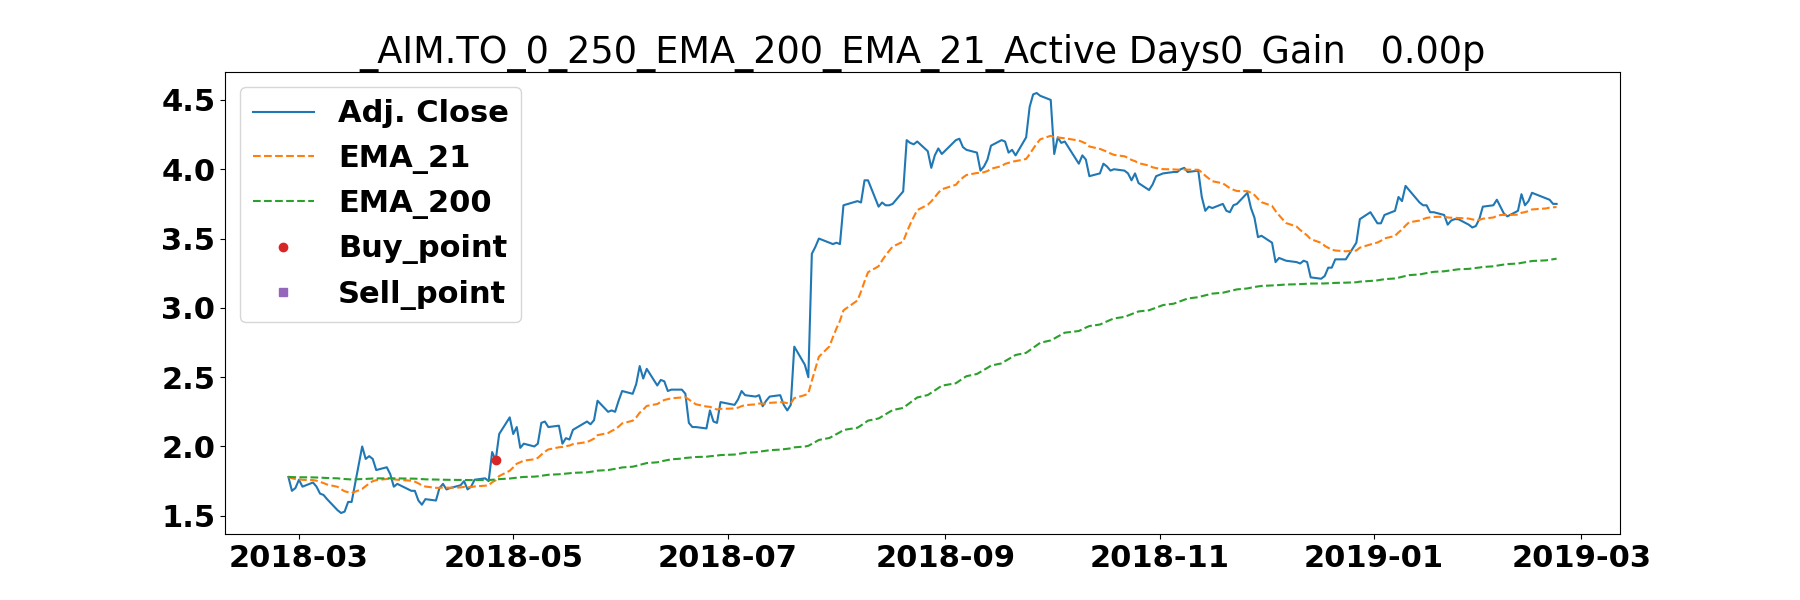 _AIM.TO_0_250_EMA_200_EMA_21_Active Days0_Gain   0.00p
4.5
4.0
3.5
3.0
2.5
2.0
1.5
Adj. Close
EMA_21
EMA_200
Buy_point
Sell_point
2018-03 2018-05 2018-07 2018-09 2018-11 2019-01 2019-03